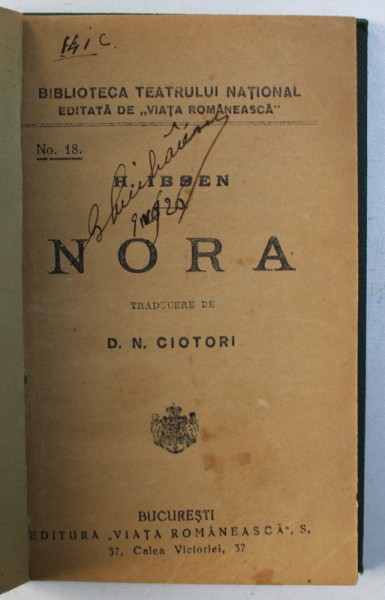 BIBLIOTECA TEATRULUI NAȚIONAL
EDITATĂ DE „VIAȚA ROMÂNEASCĂ"
No. 18.
H. IBSEN
NORA
TRADUCERE DE
D. N. CIOTORI
BUCUREȘTI
EDITURA „VIAȚA ROMÂNEASCĂ", S.
37, Calea Victoriei, 37